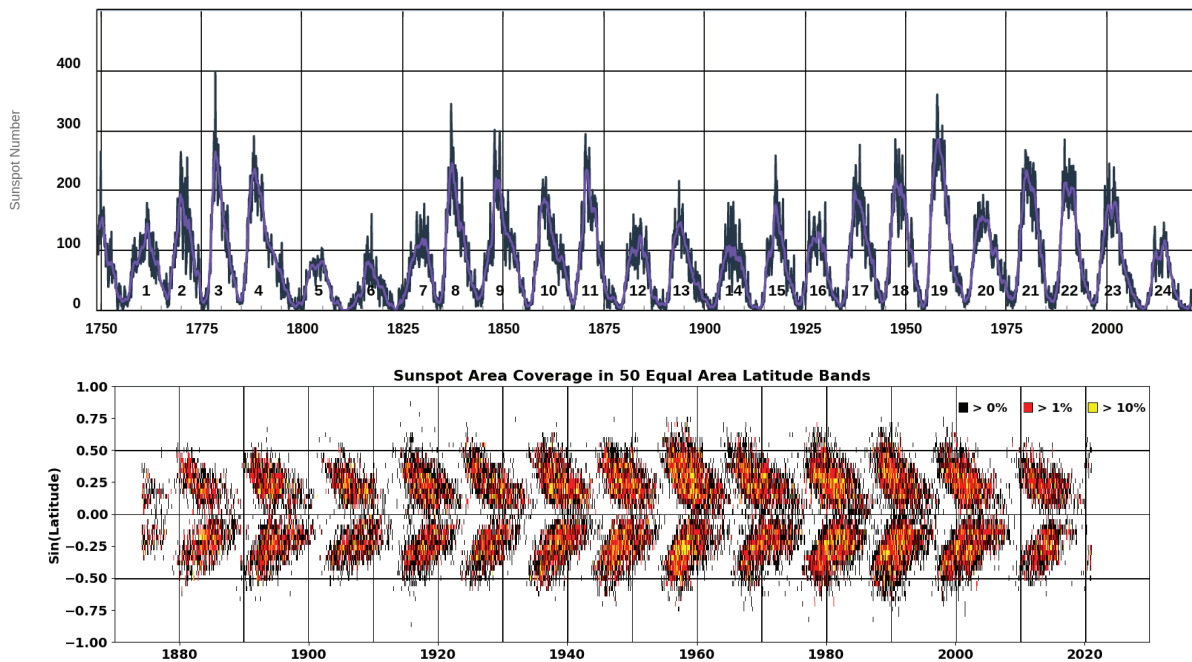 400
300
Sunspot Number
200
100
0
1 2 3 4 5 6 7 8 9 10 11 12 13 14 15 16 17 18 19 20 21 22 23 24
1750 1775 1800 1825 1850 1875 1900 1925 1950 1975 2000
Sunspot Area Coverage in 50 Equal Area Latitude Bands
1.00
> 0% > 1% > 10%
0.75
0.50
0.25
Sin(Latitude)
0.00
−0.25
−0.50
−0.75
−1.00
1880 1900 1920 1940 1960 1980 2000 2020